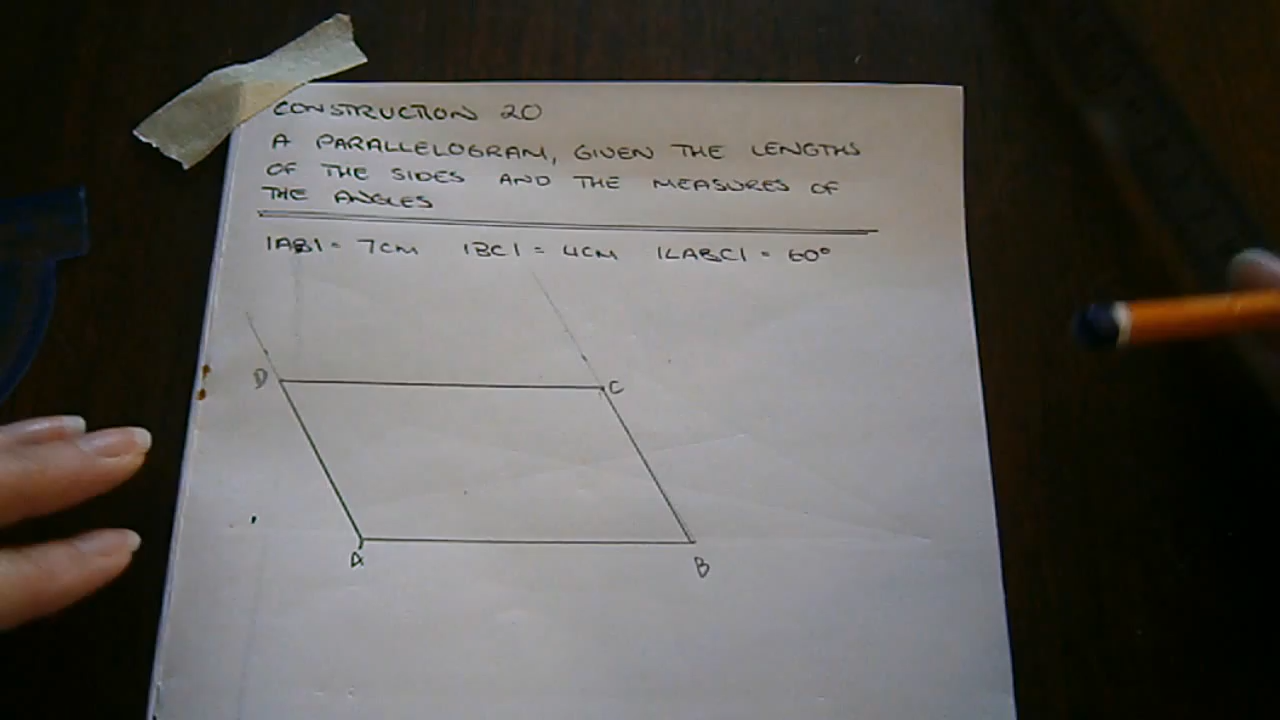 CONSTRUCTION 20
A PARALLELOGRAM, GIVEN THE LENGTHS
OF THE SIDES AND THE MEASURES OF
THE ANGLES
|AB| = 7CM |BC| = 4CM |∠ABC| = 60°
D C
A B